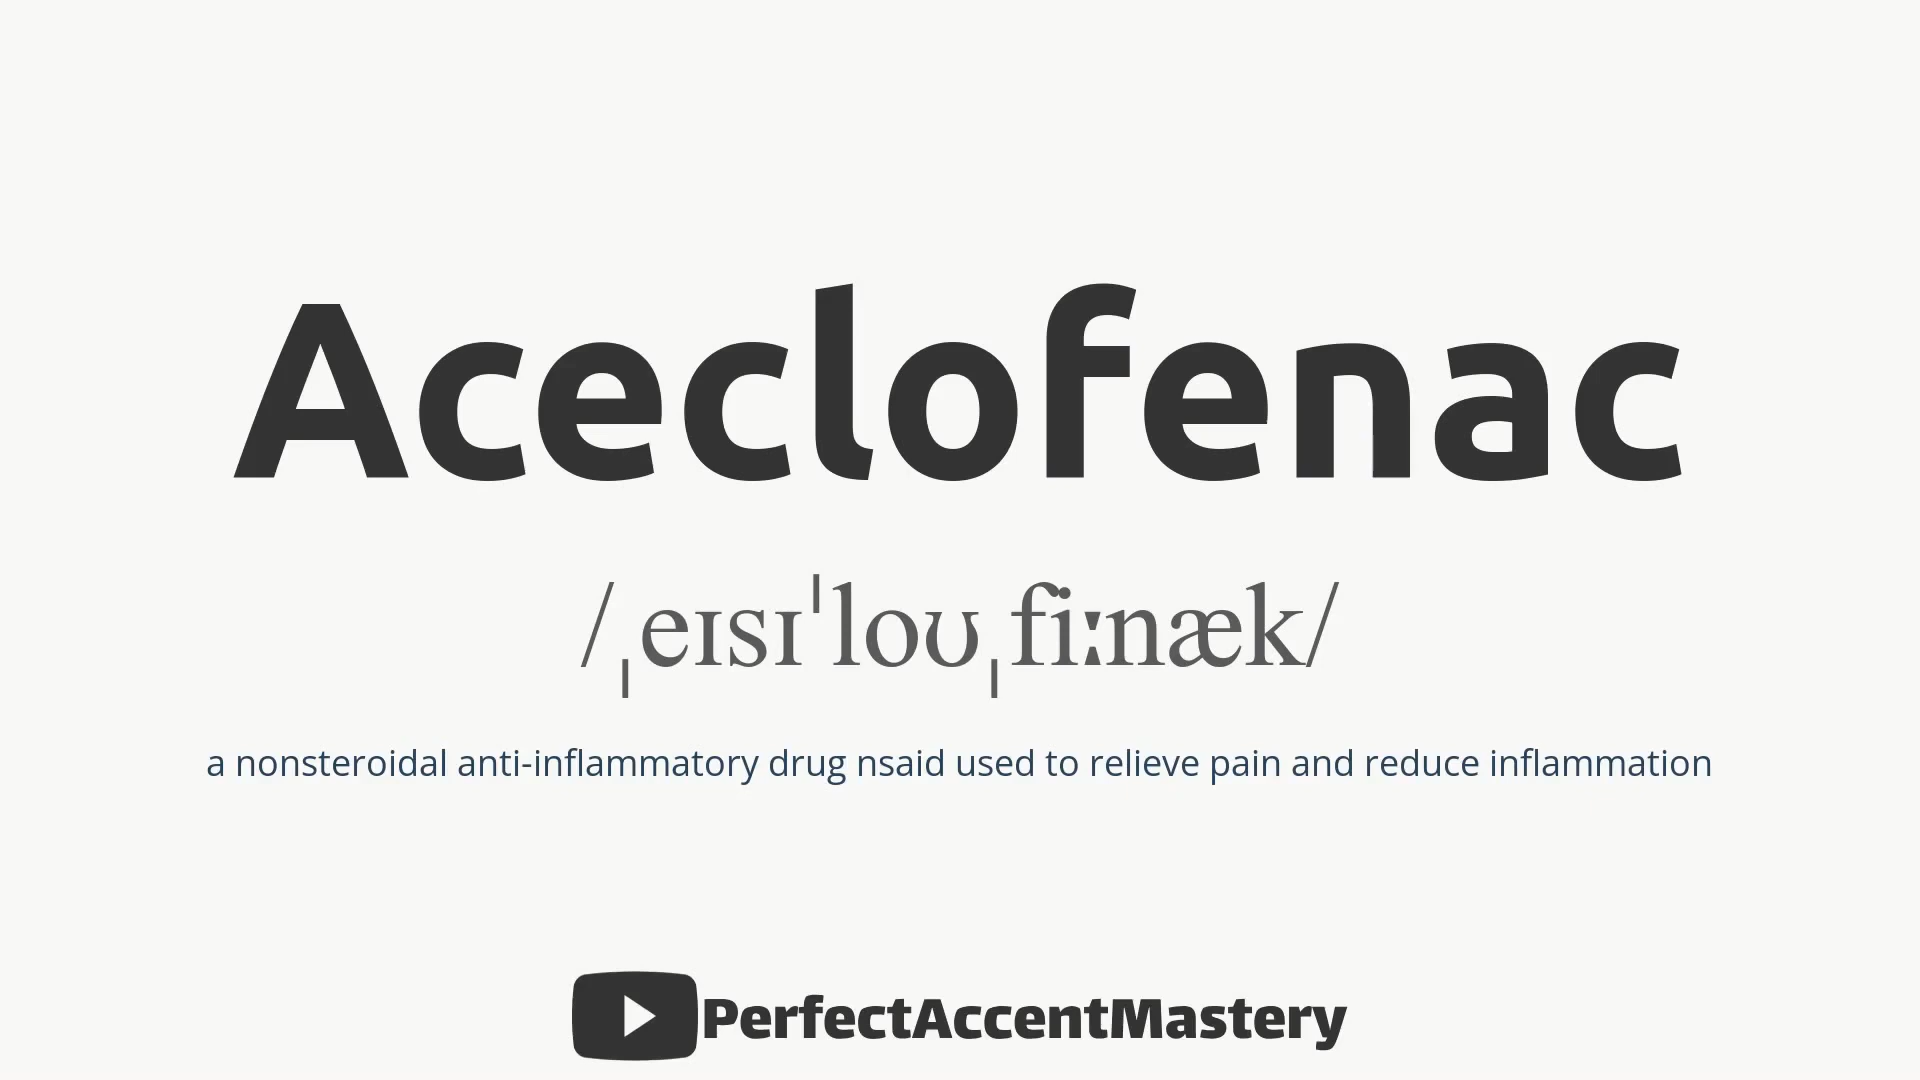 Aceclofenac
/ˌeɪsɪˈloʊˌfiːnæk/
a nonsteroidal anti-inflammatory drug nsaid used to relieve pain and reduce inflammation
PerfectAccentMastery